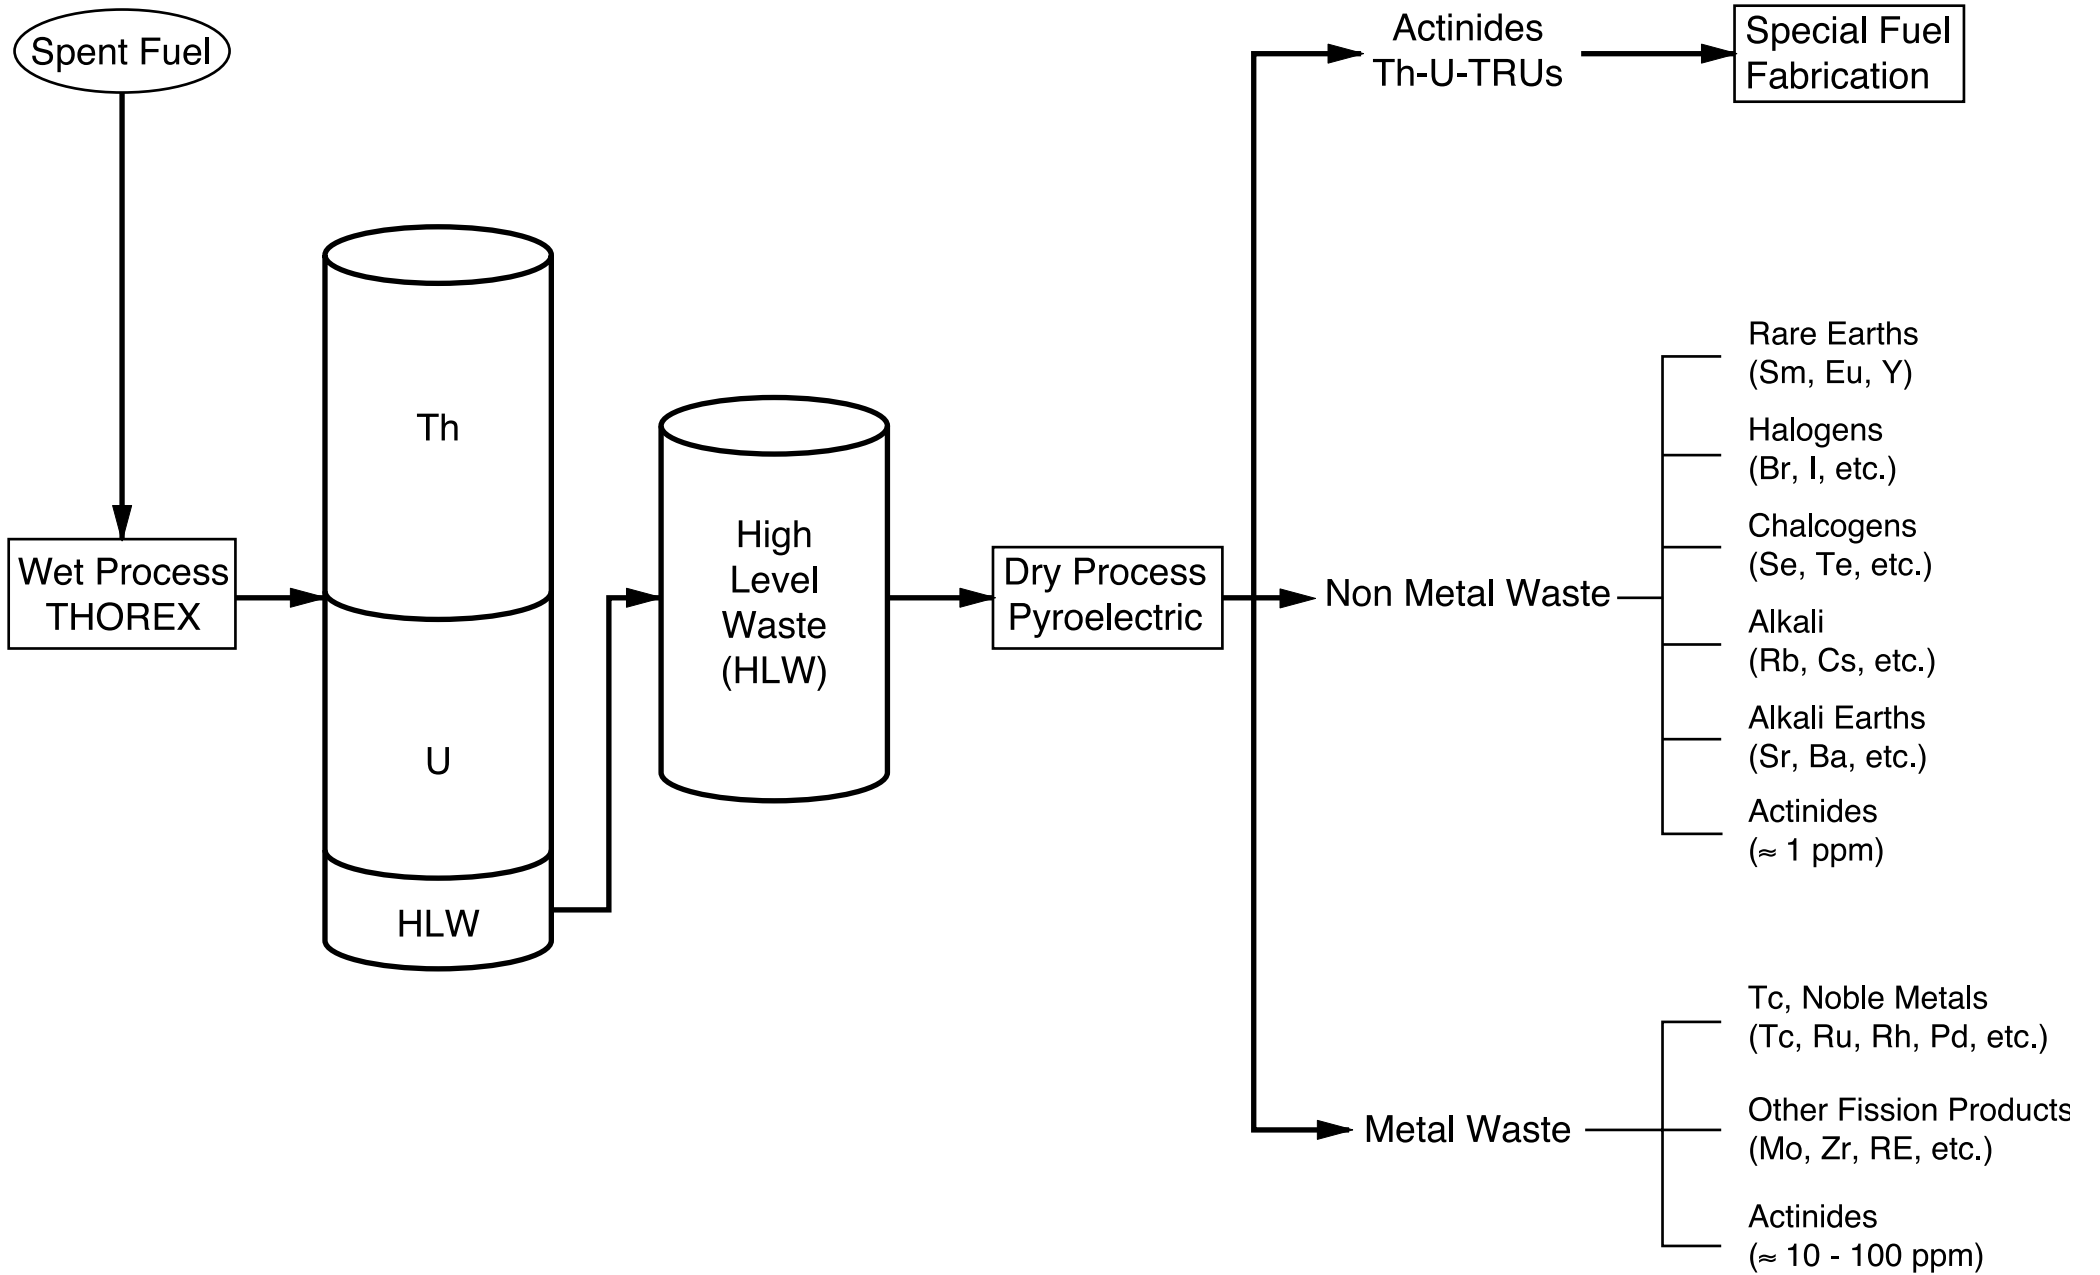 Spent Fuel
Wet Process
THOREX
Th
U
HLW
High
Level
Waste
(HLW)
Dry Process
Pyroelectric
Actinides
Th-U-TRUs
Special Fuel
Fabrication
Non Metal Waste
Rare Earths
(Sm, Eu, Y)
Halogens
(Br, I, etc.)
Chalcogens
(Se, Te, etc.)
Alkali
(Rb, Cs, etc.)
Alkali Earths
(Sr, Ba, etc.)
Actinides
(≈ 1 ppm)
Metal Waste
Tc, Noble Metals
(Tc, Ru, Rh, Pd, etc.)
Other Fission Products
(Mo, Zr, RE, etc.)
Actinides
(≈ 10 - 100 ppm)